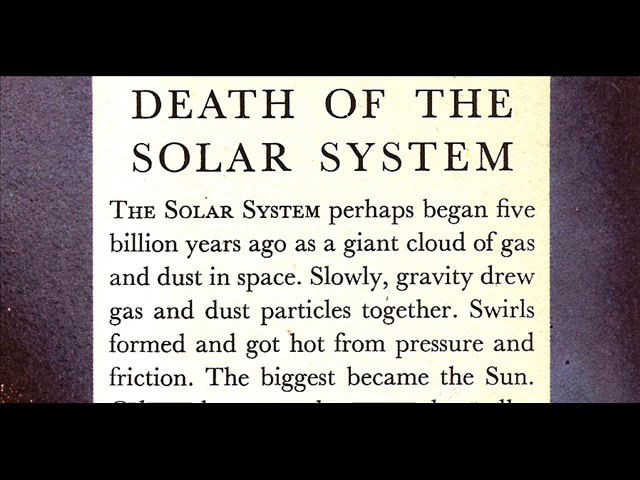 DEATH OF THE
SOLAR SYSTEM
THE SOLAR SYSTEM perhaps began five
billion years ago as a giant cloud of gas
and dust in space. Slowly, gravity drew
gas and dust particles together. Swirls
formed and got hot from pressure and
friction. The biggest became the Sun.